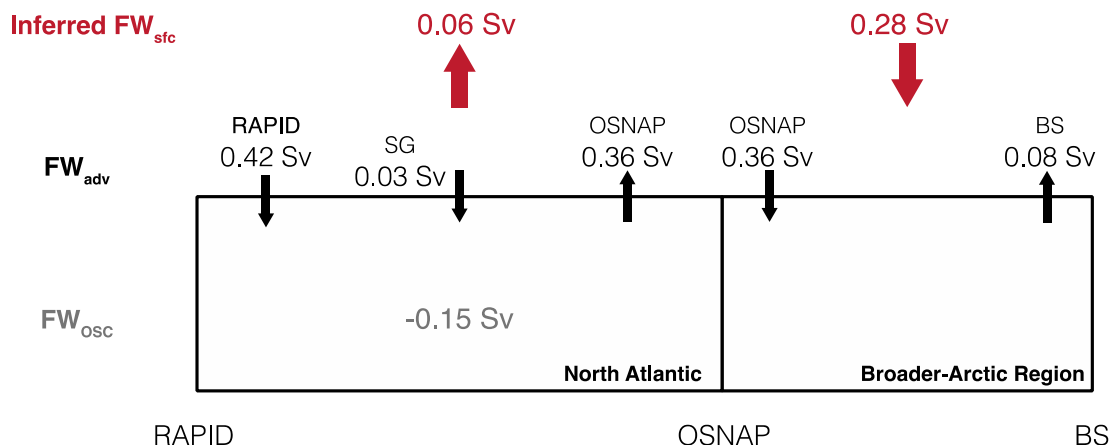 Inferred FWsfc 0.06 Sv 0.28 Sv
RAPID OSNAP OSNAP BS
SG
FWadv 0.42 Sv 0.03 Sv 0.36 Sv 0.36 Sv 0.08 Sv
FWOSC -0.15 Sv
North Atlantic Broader-Arctic Region
RAPID OSNAP BS